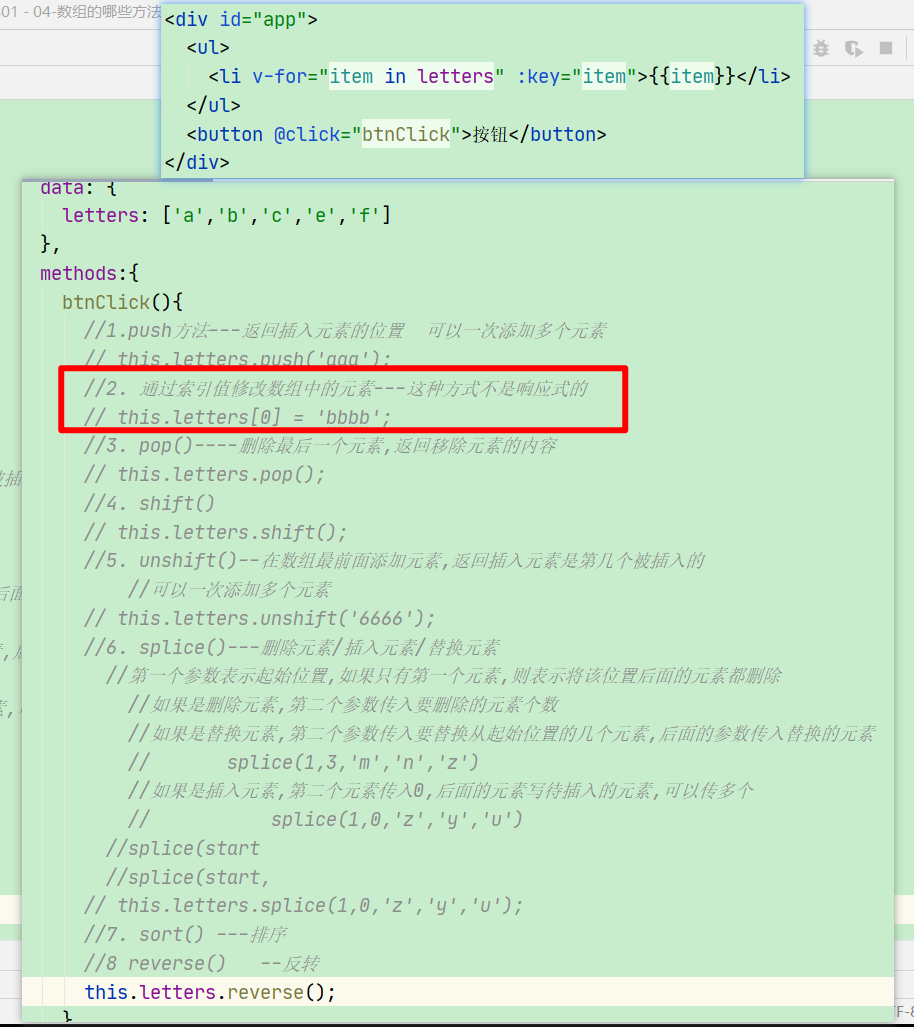 01 - 04-数组的哪些方法
<div id="app">
<ul>
<li v-for="item in letters" :key="item">{{item}}</li>
</ul>
<button @click="btnClick">按钮</button>
</div>
data: {
letters: ['a','b','c','e','f']
},
methods:{
btnClick(){
//1.push方法---返回插入元素的位置  可以一次添加多个元素
// this.letters.push('aaa');
//2. 通过索引值修改数组中的元素---这种方式不是响应式的
// this.letters[0] = 'bbbb';
//3. pop()----删除最后一个元素,返回移除元素的内容
// this.letters.pop();
//4. shift()
// this.letters.shift();
//5. unshift()--在数组最前面添加元素,返回插入元素是第几个被插入的
//可以一次添加多个元素
// this.letters.unshift('6666');
//6. splice()---删除元素/插入元素/替换元素
//第一个参数表示起始位置,如果只有第一个元素,则表示将该位置后面的元素都删除
//如果是删除元素,第二个参数传入要删除的元素个数
//如果是替换元素,第二个参数传入要替换从起始位置的几个元素,后面的参数传入替换的元素
//       splice(1,3,'m','n','z')
//如果是插入元素,第二个元素传入0,后面的元素写待插入的元素,可以传多个
//           splice(1,0,'z','y','u')
//splice(start
//splice(start,
// this.letters.splice(1,0,'z','y','u');
//7. sort() ---排序
//8 reverse()   --反转
this.letters.reverse();
}